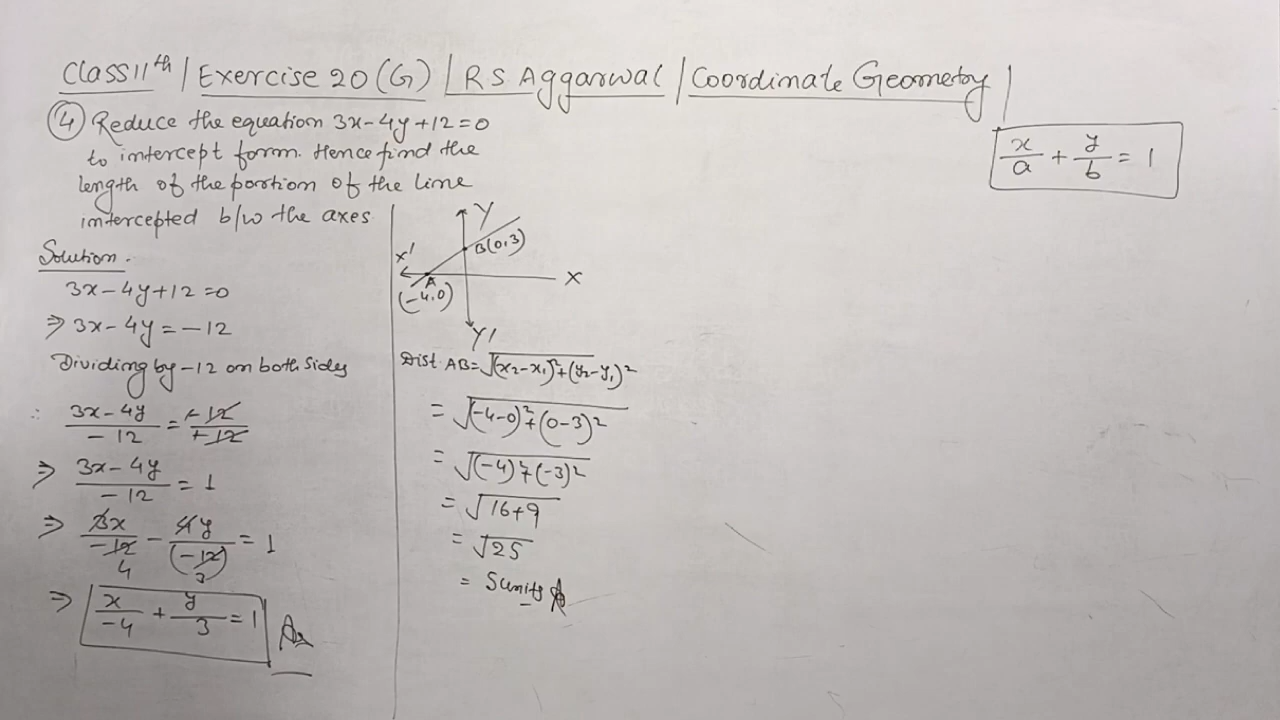 Class 11th | Exercise 20(G) | RS Aggarwal | Coordinate Geometry |
x/a + y/b = 1
④ Reduce the equation 3x-4y+12=0
to intercept form. Hence find the
length of the portion of the line
intercepted b/w the axes
Solution.
3x-4y+12=0
⇒ 3x-4y=-12
Dividing by -12 on both sides
∴ (3x-4y)/-12 = -12/-12
⇒ (3x-4y)/-12 = 1
⇒ 3x/-12 - 4y/(-12) = 1
4 3
⇒ x/-4 + y/3 = 1 Ans
Y
B(0,3)
X'
X
A
(-4,0)
Y'
Dist. AB = √(x₂-x₁)²+(y₂-y₁)²
= √(-4-0)²+(0-3)²
= √(-4)²+(-3)²
= √16+9
= √25
= 5 units